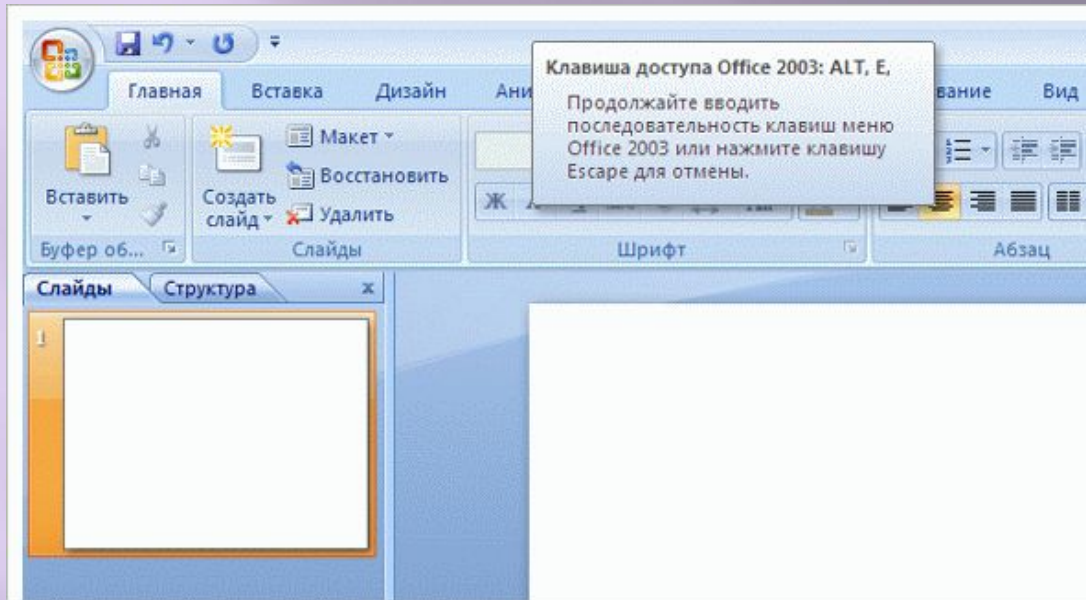 Клавиша доступа Office 2003: ALT, E,
Продолжайте вводить
последовательность клавиш меню
Office 2003 или нажмите клавишу
Escape для отмены.
Главная Вставка Дизайн Ани вание Вид
Макет
Восстановить
Вставить Создать
слайд Удалить
Ж
Буфер об... Слайды Шрифт Абзац
Слайды Структура x
1